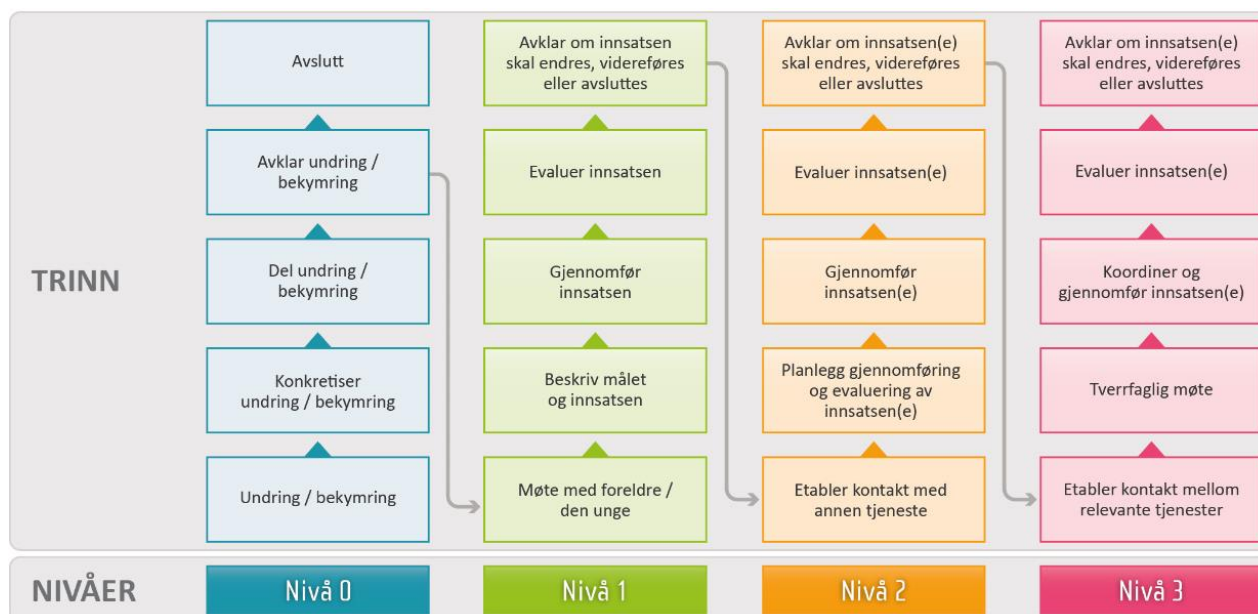 Avslutt
Avklar om innsatsen
skal endres, videreføres
eller avsluttes
Avklar om innsatsen(e)
skal endres, videreføres
eller avsluttes
Avklar om innsatsen(e)
skal endres, videreføres
eller avsluttes
Avklar undring /
bekymring
Evaluer innsatsen
Evaluer innsatsen(e)
Evaluer innsatsen(e)
TRINN
Del undring /
bekymring
Gjennomfør
innsatsen
Gjennomfør
innsatsen(e)
Koordiner og
gjennomfør innsatsen(e)
Konkretiser
undring / bekymring
Beskriv målet
og innsatsen
Planlegg gjennomføring
og evaluering av
innsatsen(e)
Tverrfaglig møte
Undring / bekymring
Møte med foreldre /
den unge
Etabler kontakt med
annen tjeneste
Etabler kontakt mellom
relevante tjenester
NIVÅER
Nivå 0
Nivå 1
Nivå 2
Nivå 3